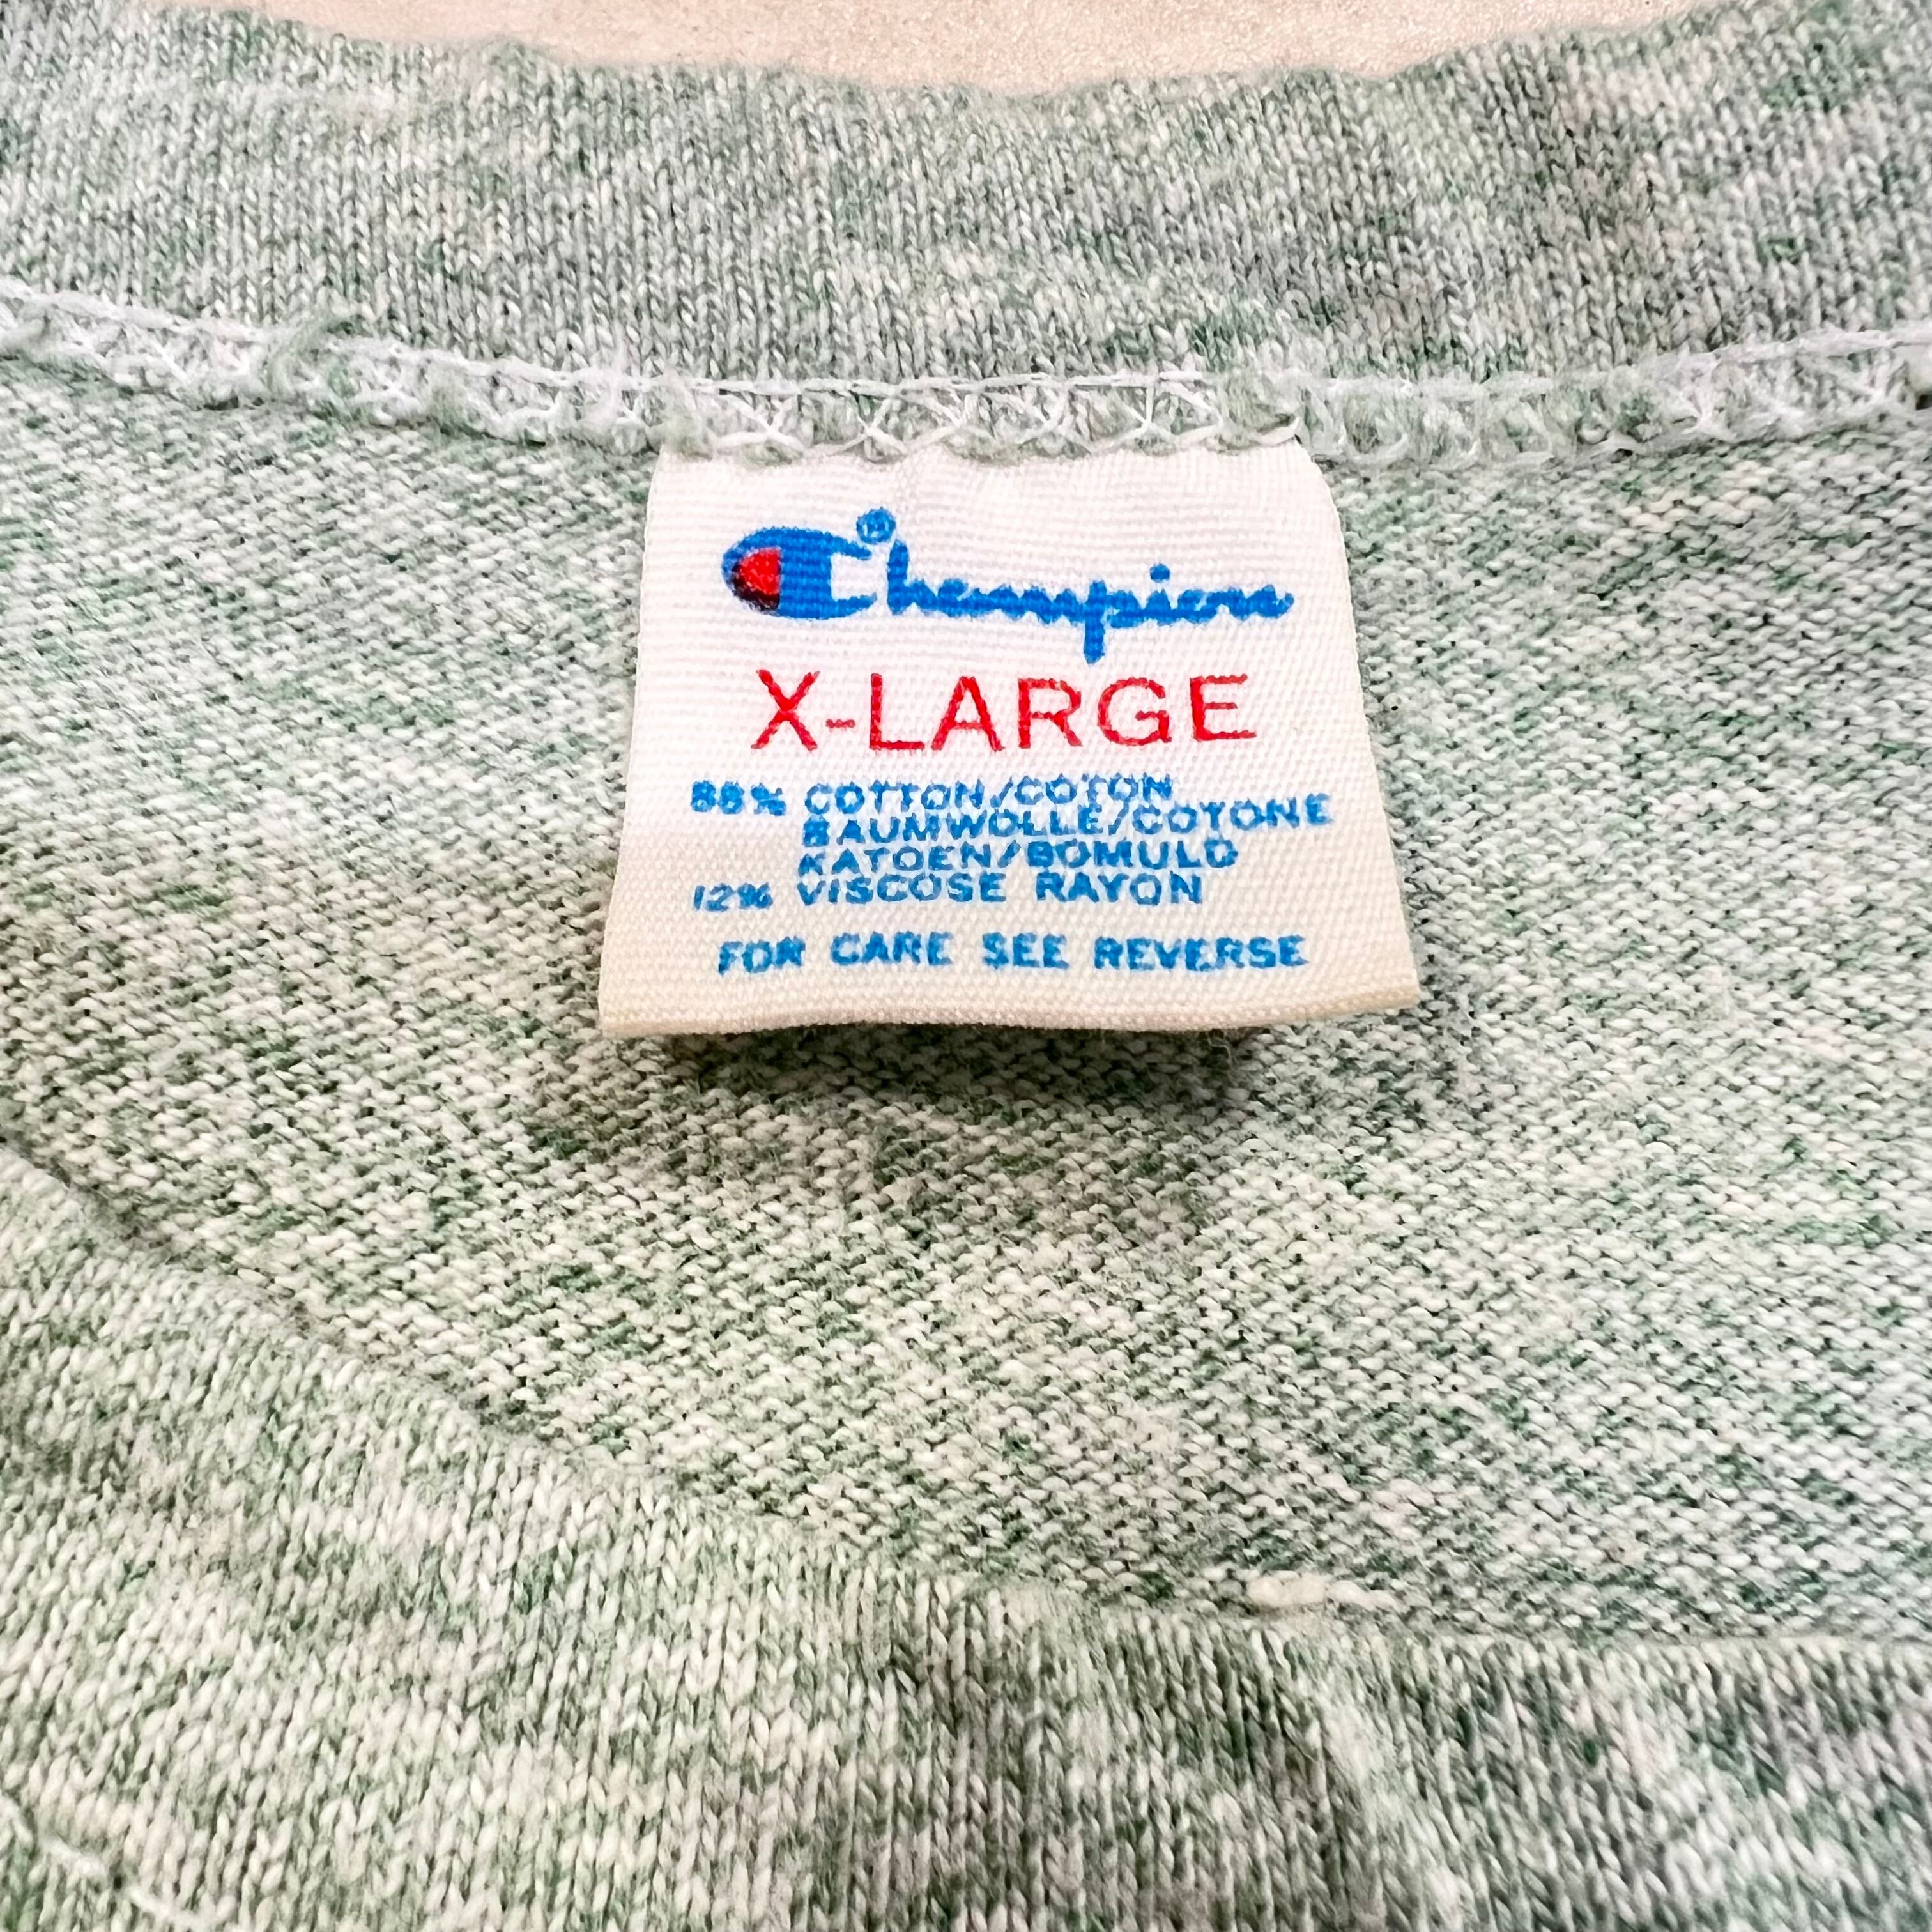 Champion®
X-LARGE
88% COTTON/COTON
BAUMWOLLE/COTONE
KATOEN/BOMULD
12% VISCOSE RAYON
FOR CARE SEE REVERSE